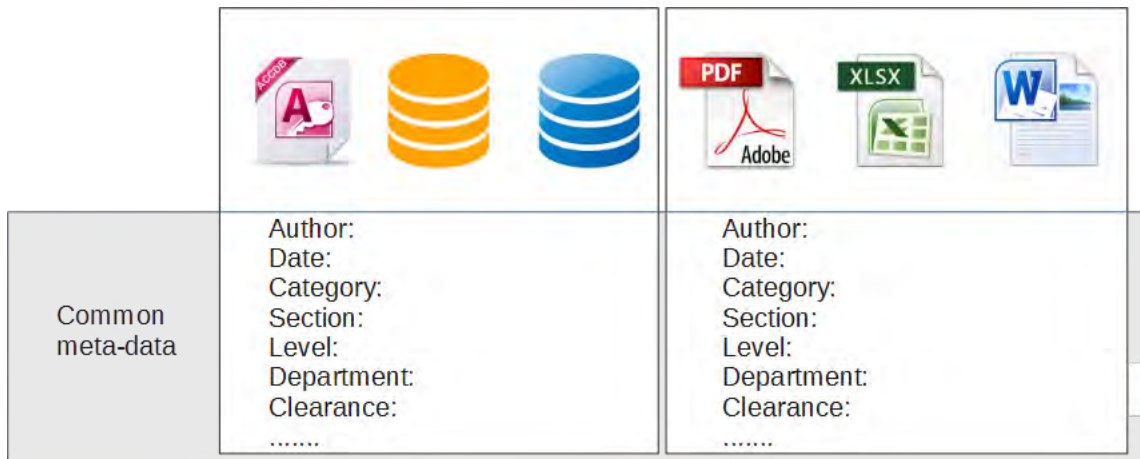 ACCDB
A
PDF
Adobe
XLSX
X
W
Common
meta-data
Author:
Date:
Category:
Section:
Level:
Department:
Clearance:
.......
Author:
Date:
Category:
Section:
Level:
Department:
Clearance:
.......